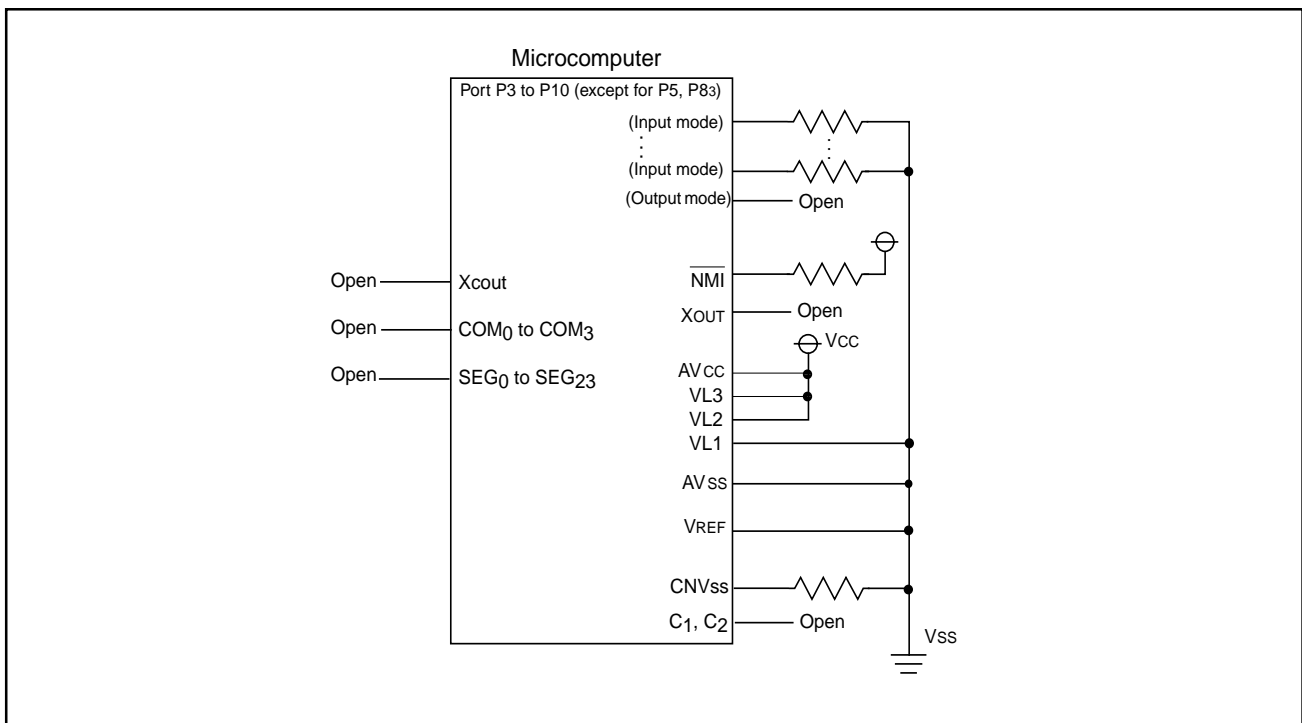 Microcomputer
Port P3 to P10 (except for P5, P83)
(Input mode)
(Input mode)
(Output mode)
Open
NMI
Open Xcout
XOUT Open
Open COM0 to COM3
VCC
AVCC
Open SEG0 to SEG23
VL3
VL2
VL1
AVSS
VREF
CNVss
C1, C2 Open
VSS